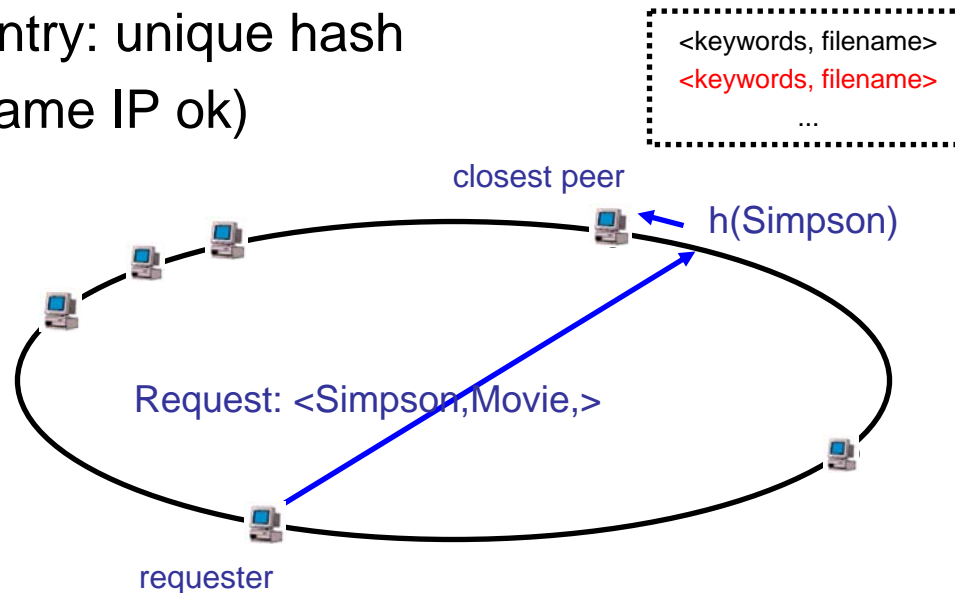 ntry: unique hash
ame IP ok)
<keywords, filename>
<keywords, filename>
...
closest peer
h(Simpson)
Request: <Simpson,Movie,>
requester